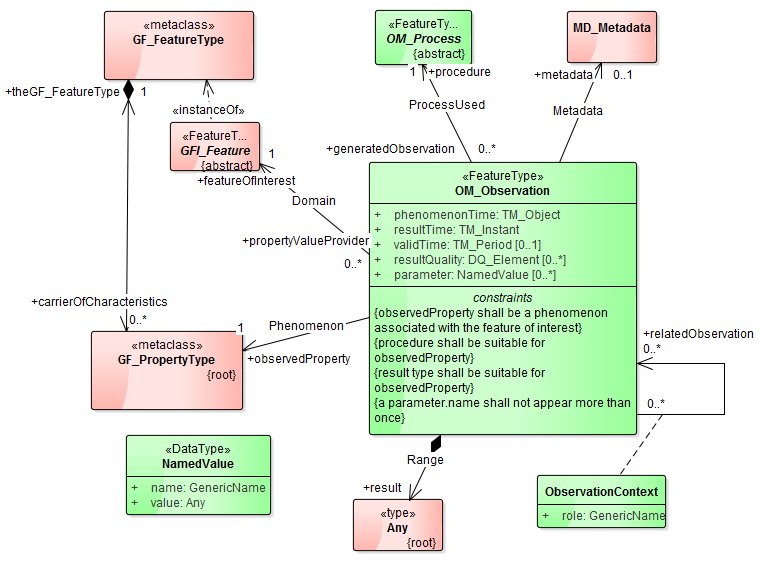 «metaclass»
GF_FeatureType
«FeatureTy...
OM_Process
{abstract}
MD_Metadata
+theGF_FeatureType
1
1
+procedure
+metadata
0..1
«instanceOf»
ProcessUsed
Metadata
«FeatureT...
GFI_Feature
{abstract}
1
+featureOfInterest
+generatedObservation
0..*
Domain
+propertyValueProvider
0..*
«FeatureType»
OM_Observation
+ phenomenonTime: TM_Object
+ resultTime: TM_Instant
+ validTime: TM_Period [0..1]
+ resultQuality: DQ_Element [0..*]
+ parameter: NamedValue [0..*]
constraints
{observedProperty shall be a phenomenon
associated with the feature of interest}
{procedure shall be suitable for
observedProperty}
{result type shall be suitable for
observedProperty}
{a parameter.name shall not appear more than
once}
+carrierOfCharacteristics
0..*
«metaclass»
GF_PropertyType
{root}
1
Phenomenon
+observedProperty
+relatedObservation
0..*
0..*
«DataType»
NamedValue
+ name: GenericName
+ value: Any
Range
+result
«type»
Any
{root}
ObservationContext
+ role: GenericName